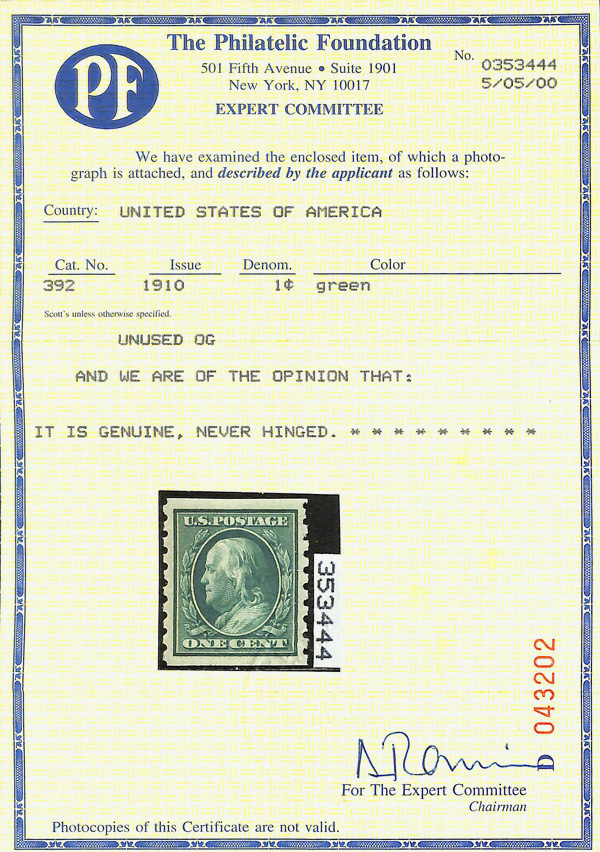 PF
The Philatelic Foundation
501 Fifth Avenue • Suite 1901
New York, NY 10017
EXPERT COMMITTEE
No. 0353444
5/05/00
We have examined the enclosed item, of which a photo-
graph is attached, and described by the applicant as follows:
Country: UNITED STATES OF AMERICA
Cat. No. Issue Denom. Color
392 1910 1¢ green
Scott's unless otherwise specified.
UNUSED OG
AND WE ARE OF THE OPINION THAT:
IT IS GENUINE, NEVER HINGED. * * * * * * * * *
U.S. POSTAGE
ONE CENT
353444
D 043202
For The Expert Committee
Chairman
Photocopies of this Certificate are not valid.